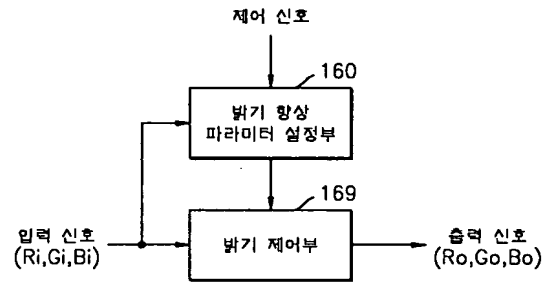 제어 신호
160
밝기 향상
파라미터 설정부
169
입력 신호
(Ri,Gi,Bi)
밝기 제어부
출력 신호
(Ro,Go,Bo)